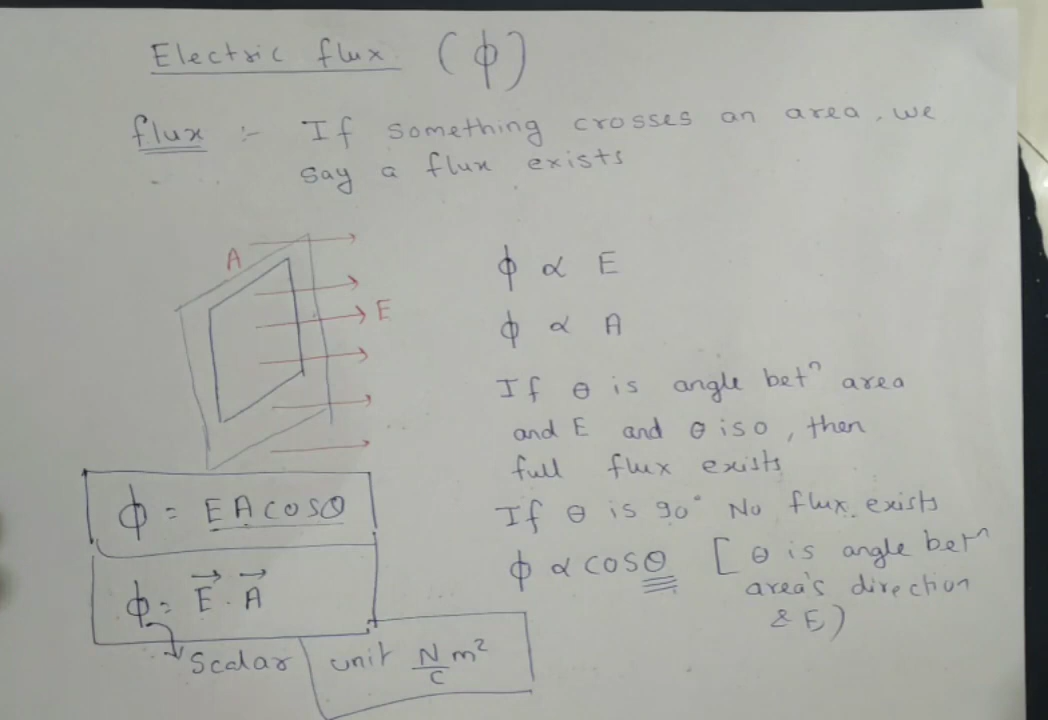 Electric flux (ϕ)
flux :- If something crosses an area, we
say a flux exists
A
E
ϕ ∝ E
ϕ ∝ A
If θ is angle betⁿ area
and E and θ is 0, then
full flux exists
If θ is 90° No flux exists
ϕ ∝ cosθ [θ is angle betⁿ
area's direction
& E)
ϕ = EA cosθ
ϕ = E⃗ . A⃗
Scalar
unit N/C m²